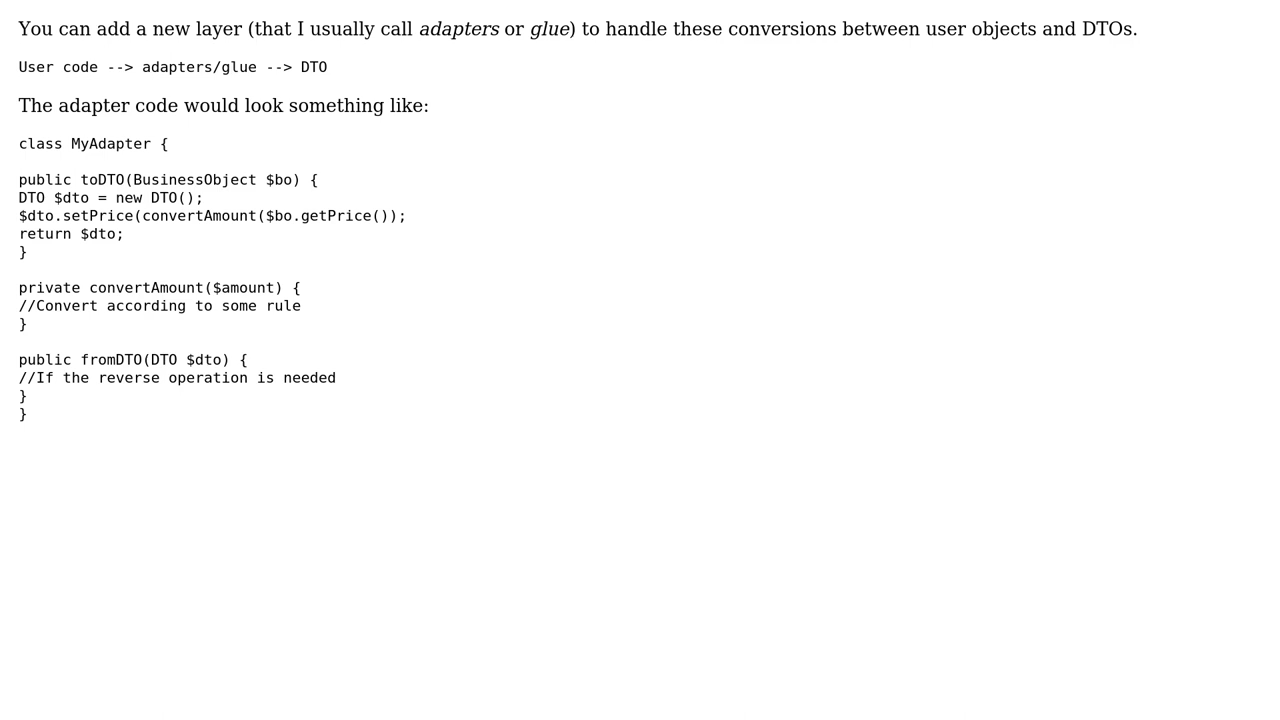 You can add a new layer (that I usually call adapters or glue) to handle these conversions between user objects and DTOs.
User code --> adapters/glue --> DTO
The adapter code would look something like:
class MyAdapter {
public toDTO(BusinessObject $bo) {
DTO $dto = new DTO();
$dto.setPrice(convertAmount($bo.getPrice());
return $dto;
}
private convertAmount($amount) {
//Convert according to some rule
}
public fromDTO(DTO $dto) {
//If the reverse operation is needed
}
}